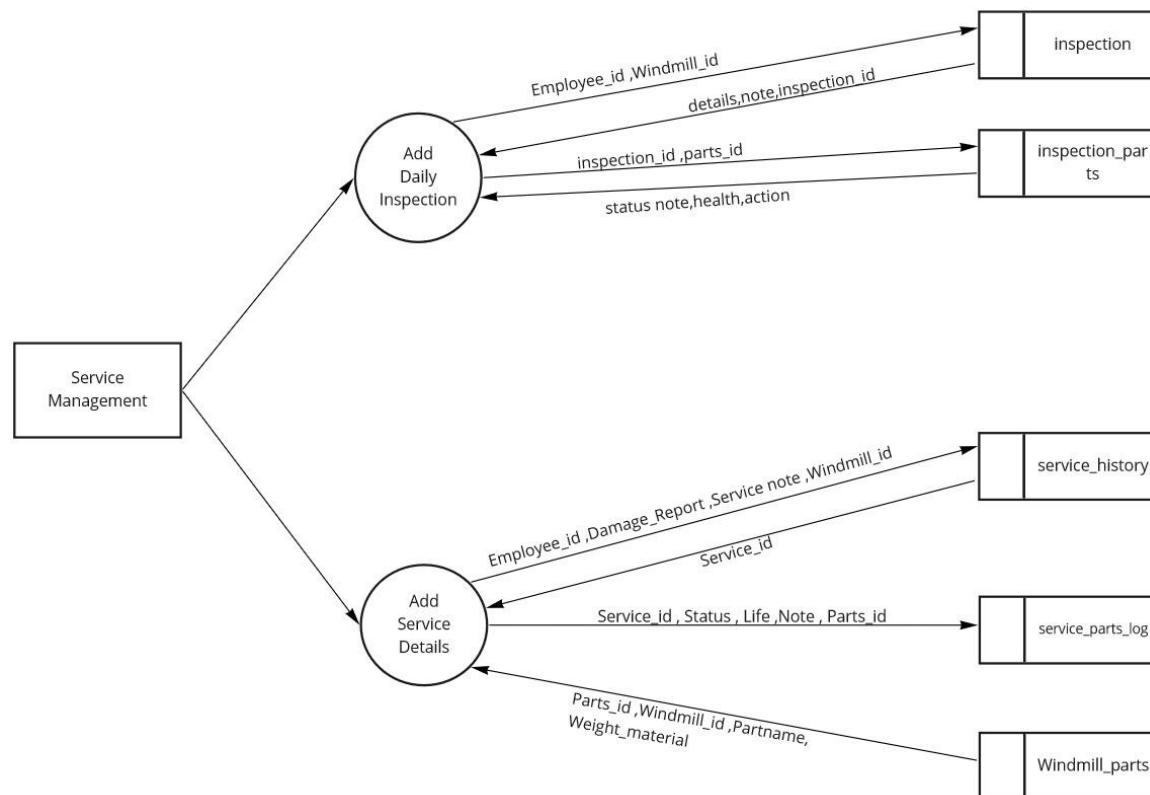 inspection
Employee_id ,Windmill_id
details,note,inspection_id
Add
Daily
Inspection
inspection_id ,parts_id
inspection_par
ts
status note,health,action
Service
Management
service_history
Employee_id ,Damage_Report ,Service note ,Windmill_id
Service_id
Add
Service
Details
Service_id , Status , Life ,Note , Parts_id
service_parts_log
Parts_id ,Windmill_id ,Partname,
Weight_material
Windmill_parts